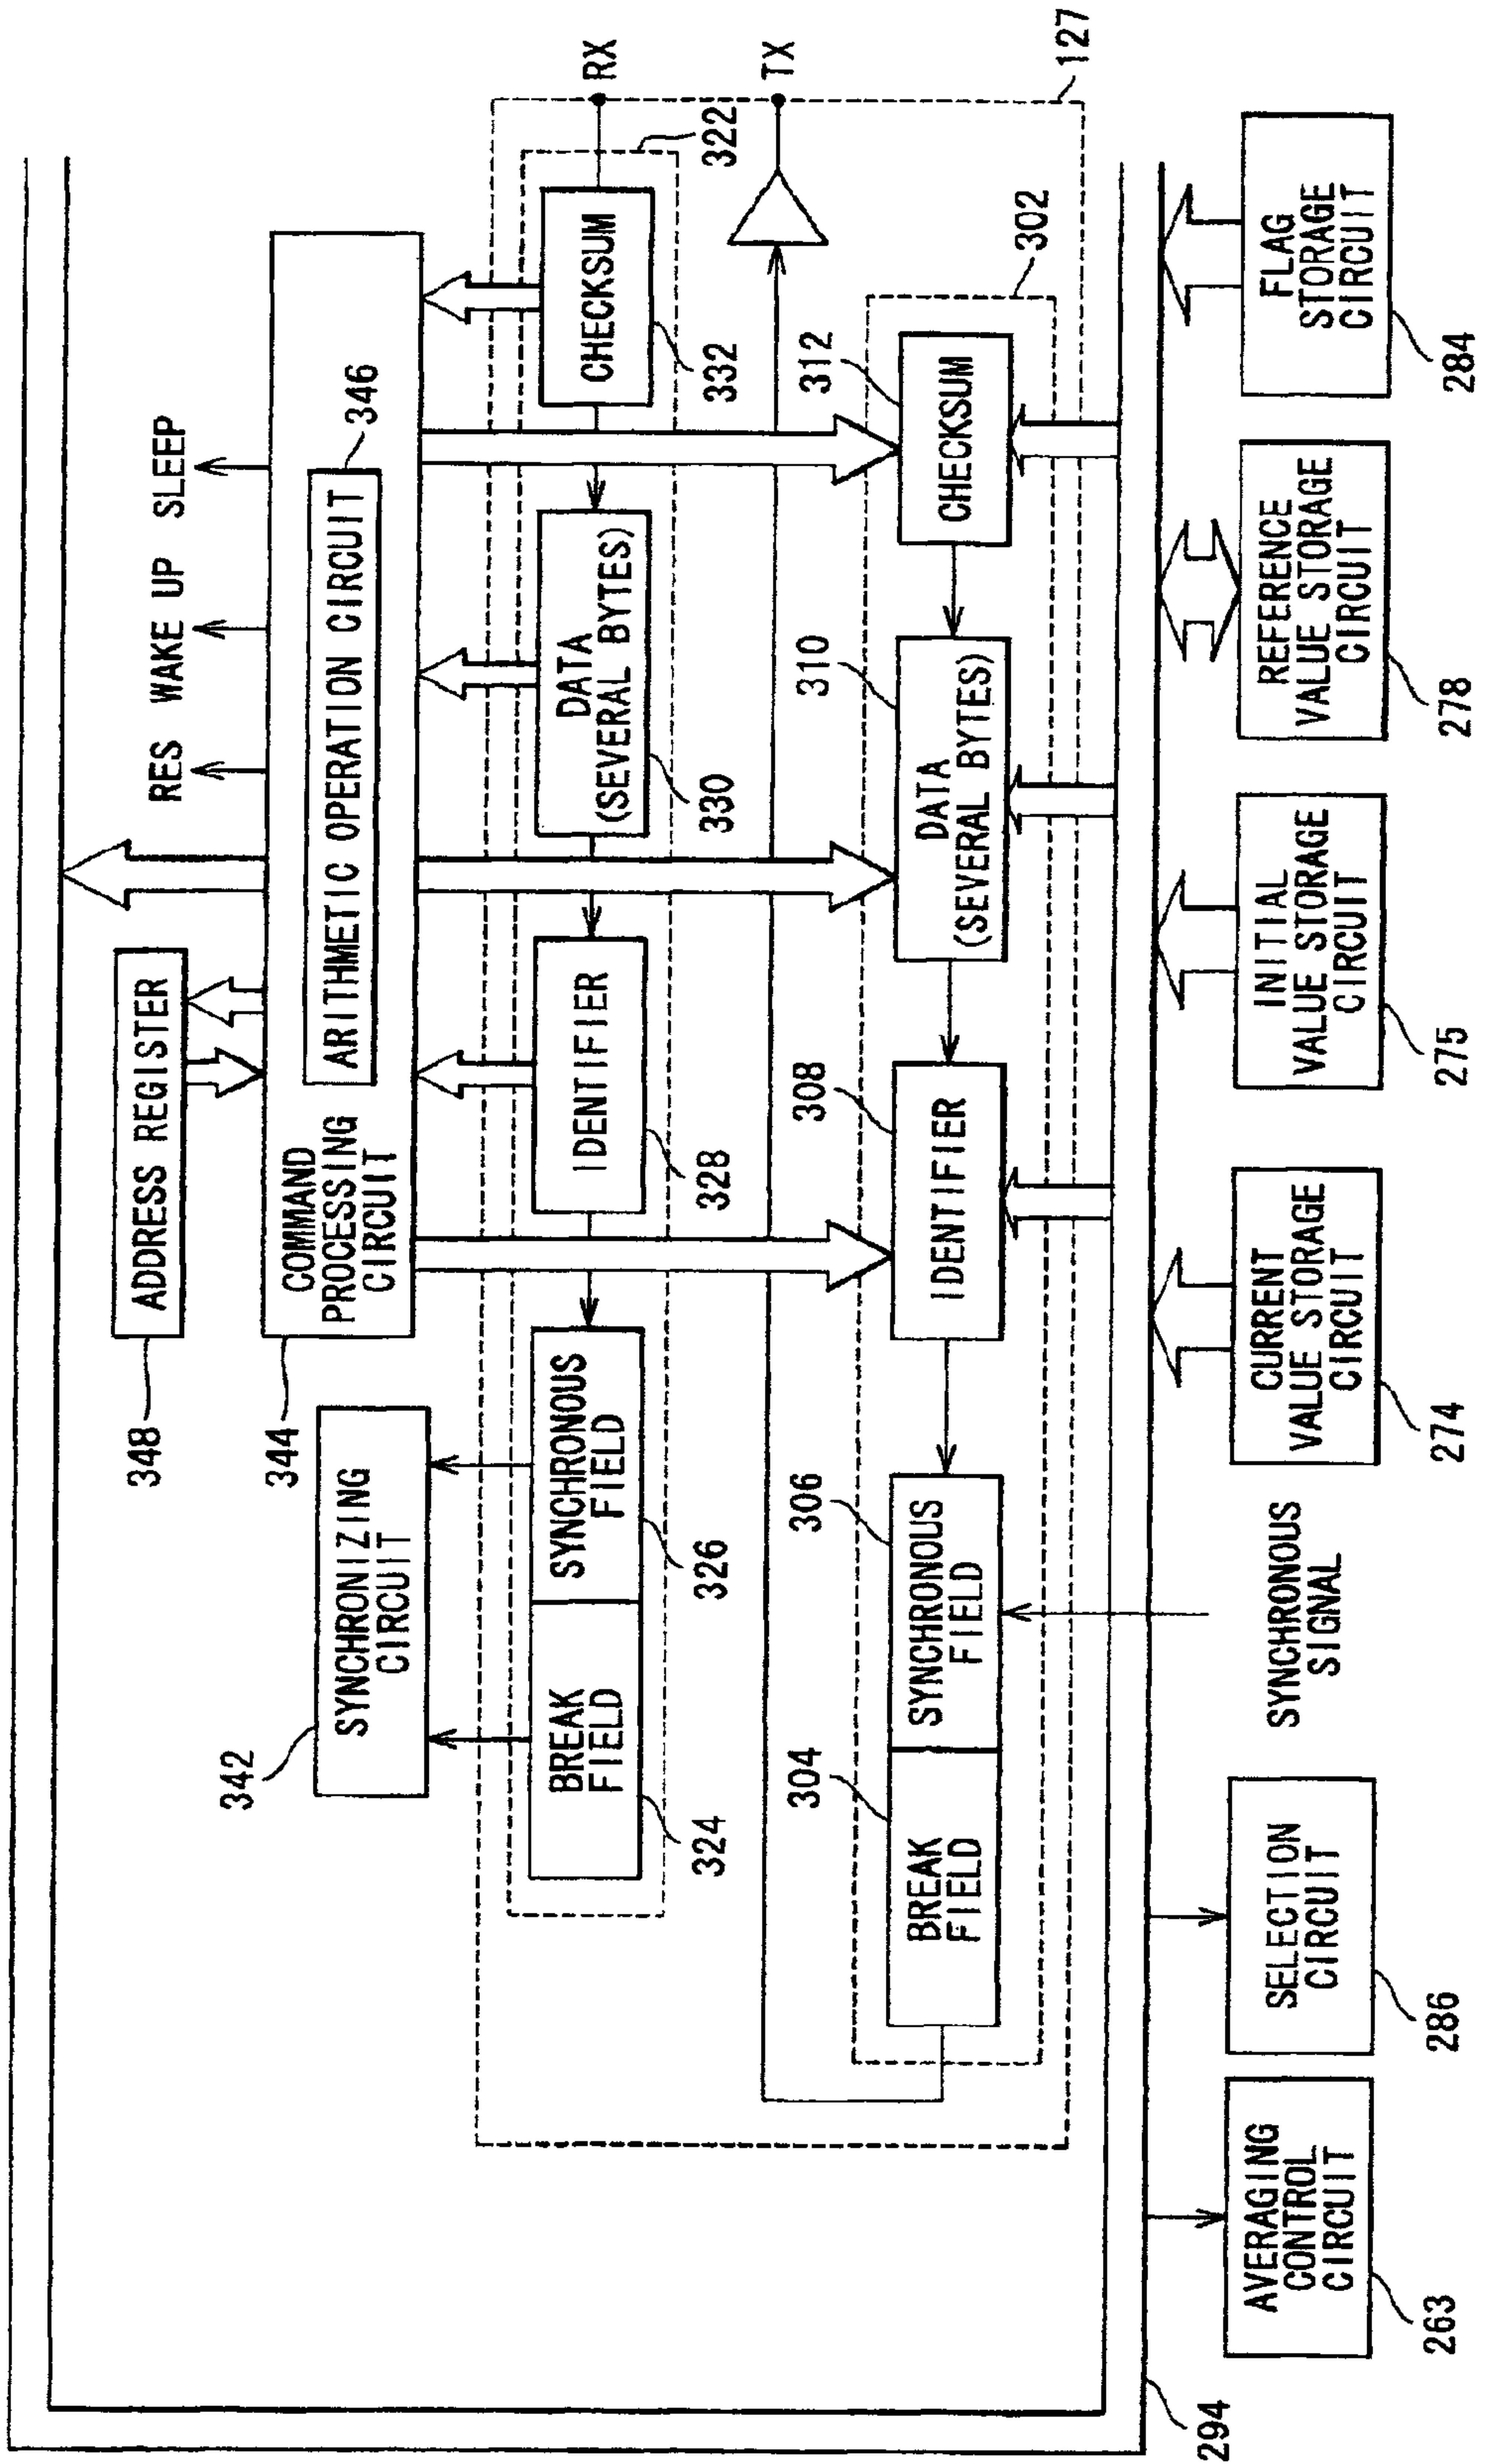 348
ADDRESS REGISTER
RES
WAKE UP
SLEEP
344
COMMAND
PROCESSING
CIRCUIT
ARITHMETIC OPERATION CIRCUIT
346
342
SYNCHRONIZING
CIRCUIT
BREAK
FIELD
324
SYNCHRONOUS
FIELD
326
IDENTIFIER
328
DATA
(SEVERAL BYTES)
330
CHECKSUM
332
322
RX
TX
127
302
304
BREAK
FIELD
306
SYNCHRONOUS
FIELD
308
IDENTIFIER
310
DATA
(SEVERAL BYTES)
312
CHECKSUM
294
AVERAGING
CONTROL
CIRCUIT
263
SELECTION
CIRCUIT
286
SYNCHRONOUS
SIGNAL
CURRENT
VALUE STORAGE
CIRCUIT
274
INITIAL
VALUE STORAGE
CIRCUIT
275
REFERENCE
VALUE STORAGE
CIRCUIT
278
FLAG
STORAGE
CIRCUIT
284